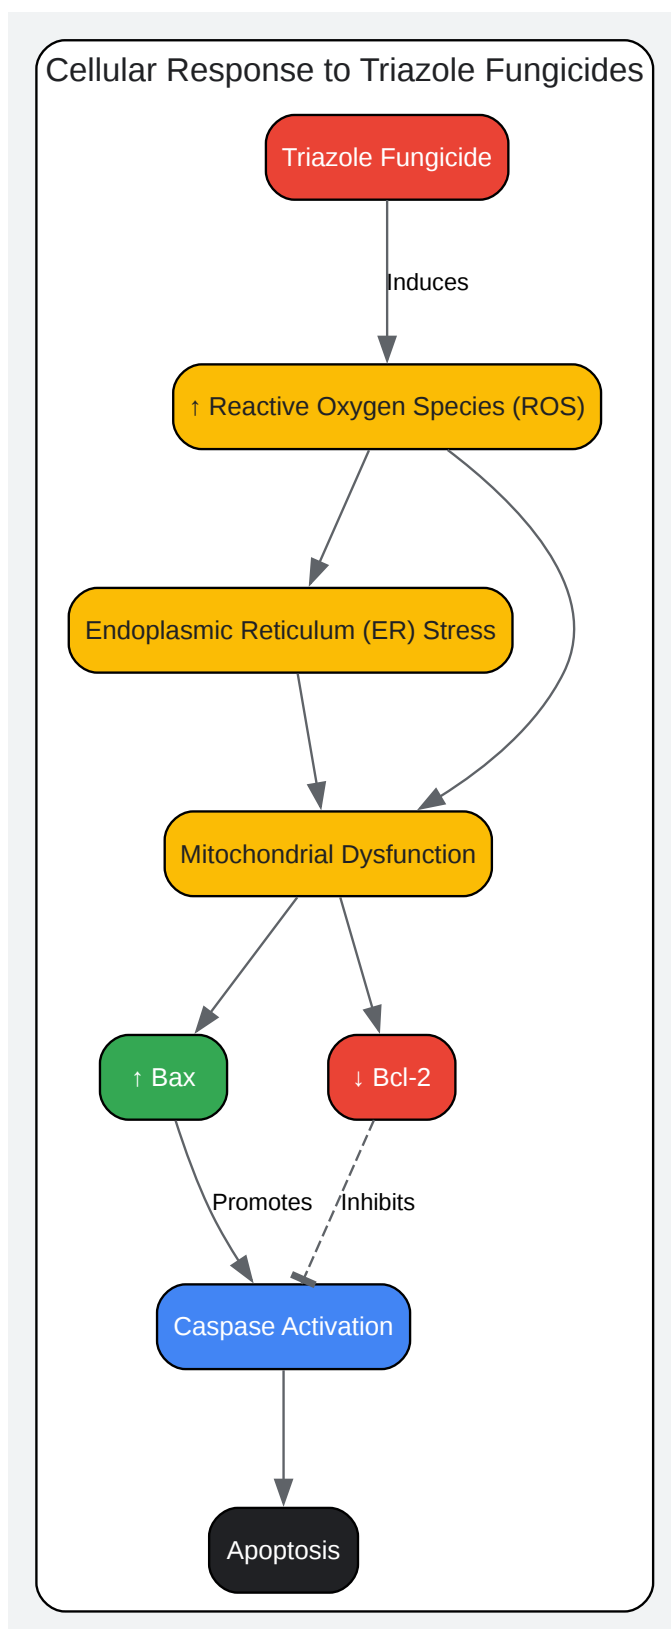 Cellular Response to Triazole Fungicides
Triazole Fungicide
Induces
↑ Reactive Oxygen Species (ROS)
Endoplasmic Reticulum (ER) Stress
Mitochondrial Dysfunction
↑ Bax
↓ Bcl-2
Promotes
Inhibits
Caspase Activation
Apoptosis